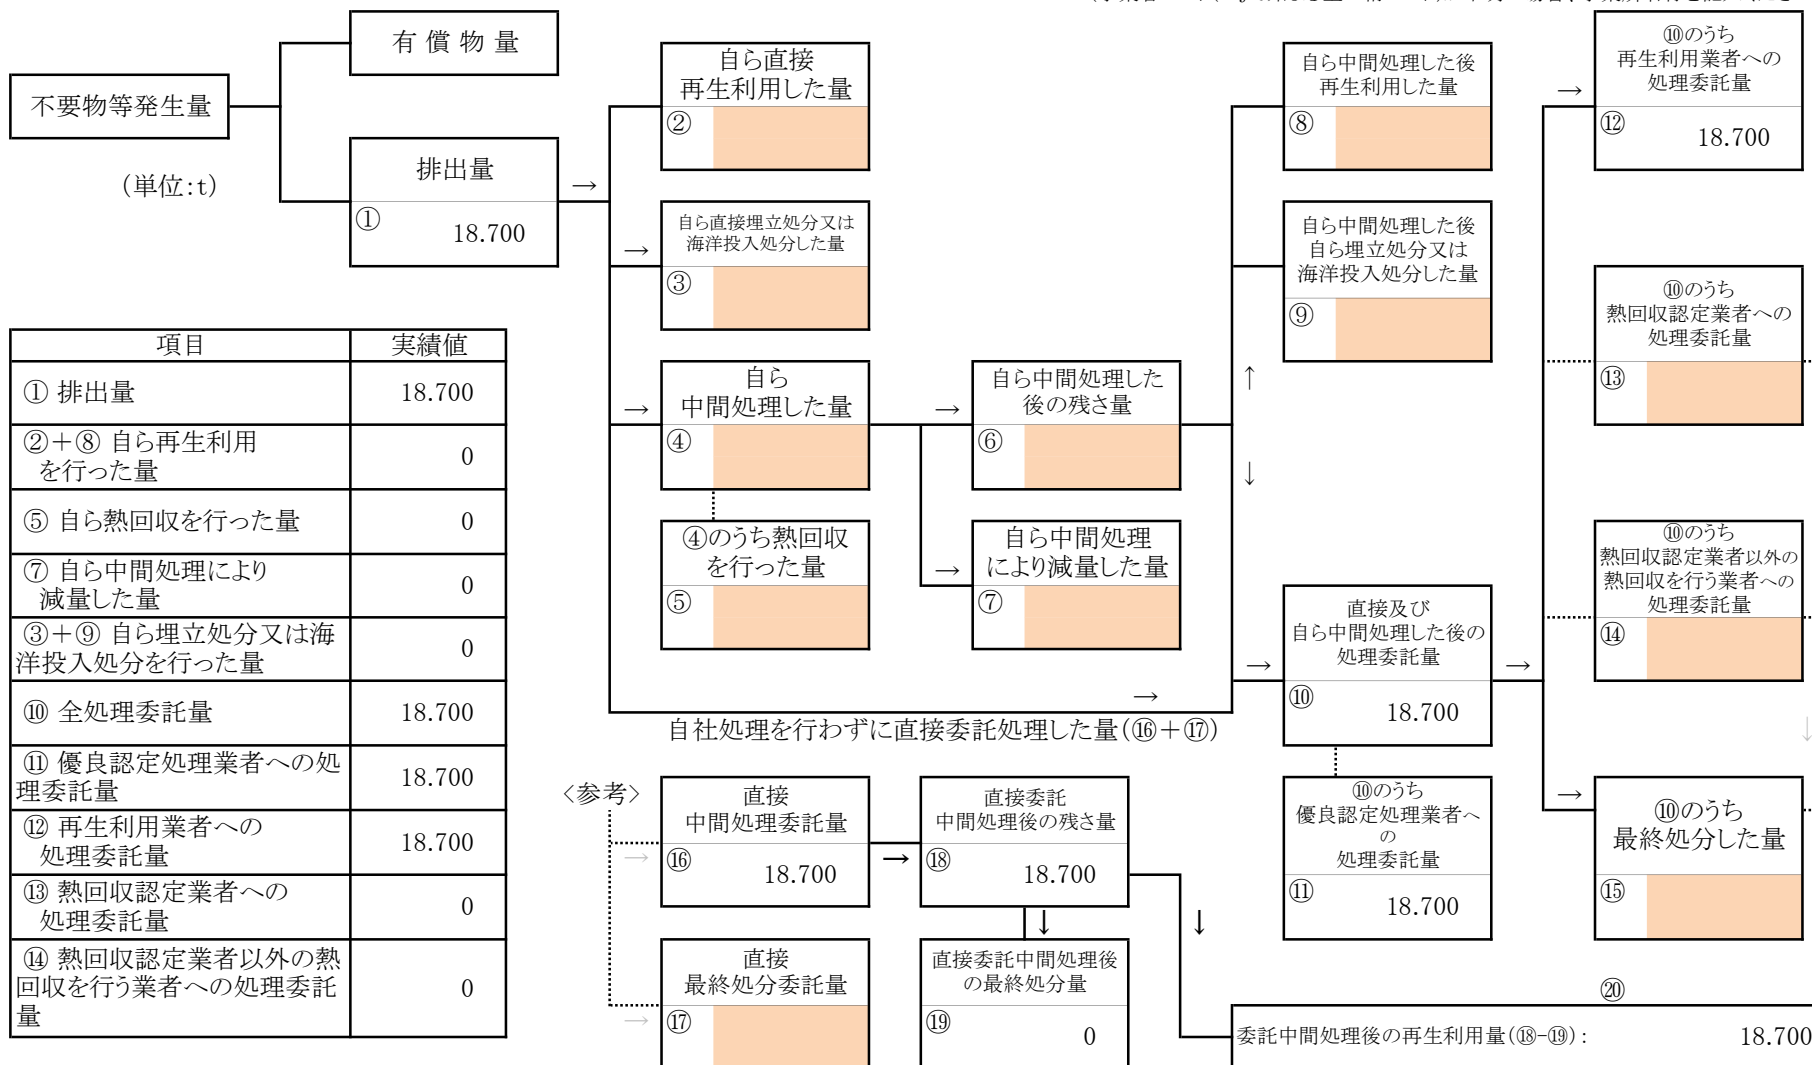 有 償 物 量
不要物等発生量
(単位:t)
排出量
→
①
18.700
自ら直接
再生利用した量
②
自ら直接埋立処分又は
海洋投入処分した量
→
③
自ら
中間処理した量
→
④
④のうち熱回収
を行った量
⑤
→
自ら中間処理した
後の残さ量
⑥
自ら中間処理
により減量した量
→
⑦
自ら中間処理した後
再生利用した量
⑧
自ら中間処理した後
自ら埋立処分又は
海洋投入処分した量
⑨
↑
↓
直接及び
自ら中間処理した後の
処理委託量
→
⑩
18.700
→
⑩のうち
優良認定処理業者へ
の
処理委託量
⑪
18.700
→
⑩のうち
再生利用業者への
処理委託量
⑫
18.700
⑩のうち
熱回収認定業者への
処理委託量
⑬
⑩のうち
熱回収認定業者以外の
熱回収を行う業者への
処理委託量
⑭
↓
→
⑩のうち
最終処分した量
⑮
→
自社処理を行わずに直接委託処理した量(⑯+⑰)
項目 実績値
① 排出量 18.700
②+⑧ 自ら再生利用
を行った量 0
⑤ 自ら熱回収を行った量 0
⑦ 自ら中間処理により
減量した量 0
③+⑨ 自ら埋立処分又は海
洋投入処分を行った量 0
⑩ 全処理委託量 18.700
⑪ 優良認定処理業者への処
理委託量 18.700
⑫ 再生利用業者への
処理委託量 18.700
⑬ 熱回収認定業者への
処理委託量 0
⑭ 熱回収認定業者以外の熱
回収を行う業者への処理委託
量 0
〈参考〉
直接
中間処理委託量
→
⑯
18.700
→
直接委託
中間処理後の残さ量
⑱
18.700
↓
↓
直接
最終処分委託量
→
⑰
直接委託中間処理後
の最終処分量
⑲
0
⑳
委託中間処理後の再生利用量(⑱-⑲): 18.700